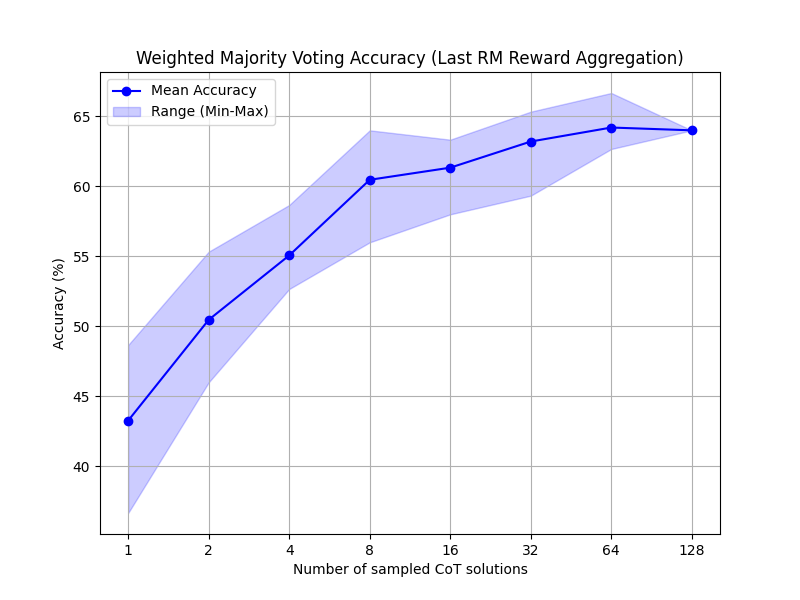 Weighted Majority Voting Accuracy (Last RM Reward Aggregation)
Mean Accuracy
Range (Min-Max)
65
60
55
50
45
40
Accuracy (%)
1 2 4 8 16 32 64 128
Number of sampled CoT solutions